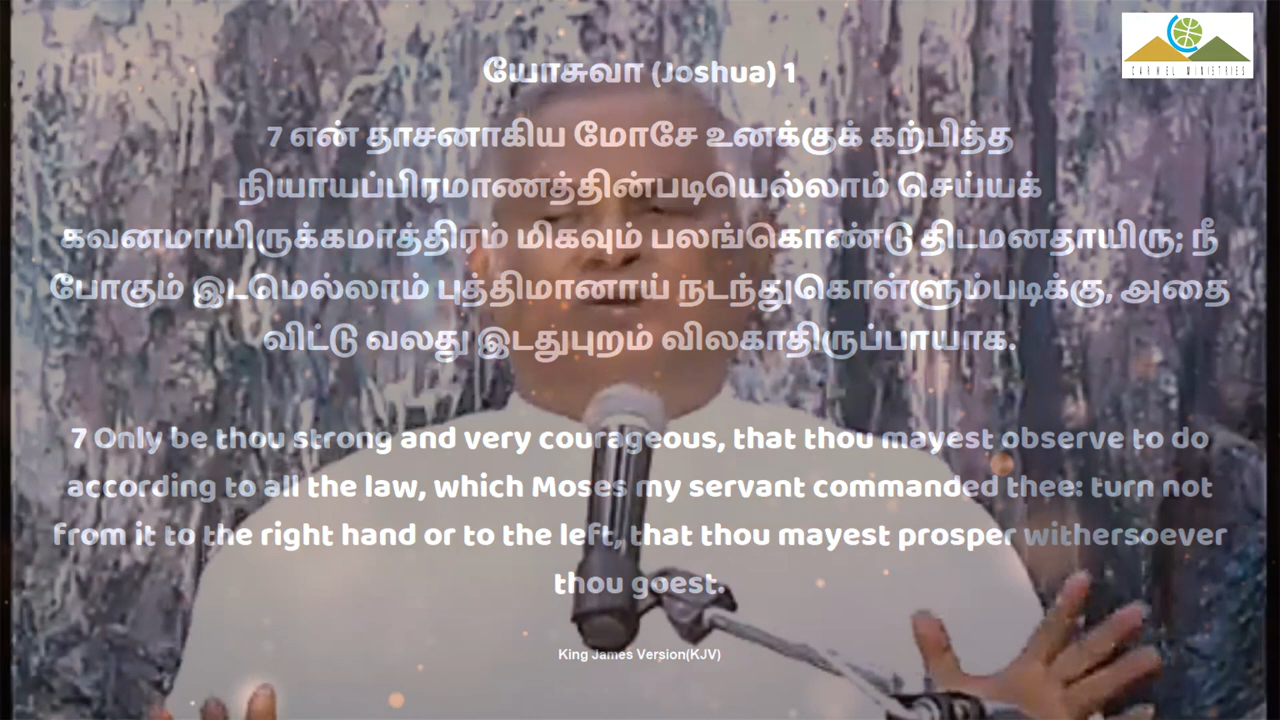 CARMEL MINISTRIES
யோசுவா (Joshua) 1
7 என் தாசனாகிய மோசே உனக்குக் கற்பித்த
நியாயப்பிரமாணத்தின்படியெல்லாம் செய்யக்
கவனமாயிருக்கமாத்திரம் மிகவும் பலங்கொண்டு திடமனதாயிரு; நீ
போகும் இடமெல்லாம் புத்திமானாய் நடந்துகொள்ளும்படிக்கு, அதை
விட்டு வலது இடதுபுறம் விலகாதிருப்பாயாக.
7 Only be thou strong and very courageous, that thou mayest observe to do
according to all the law, which Moses my servant commanded thee: turn not
from it to the right hand or to the left, that thou mayest prosper withersoever
thou goest.
King James Version(KJV)